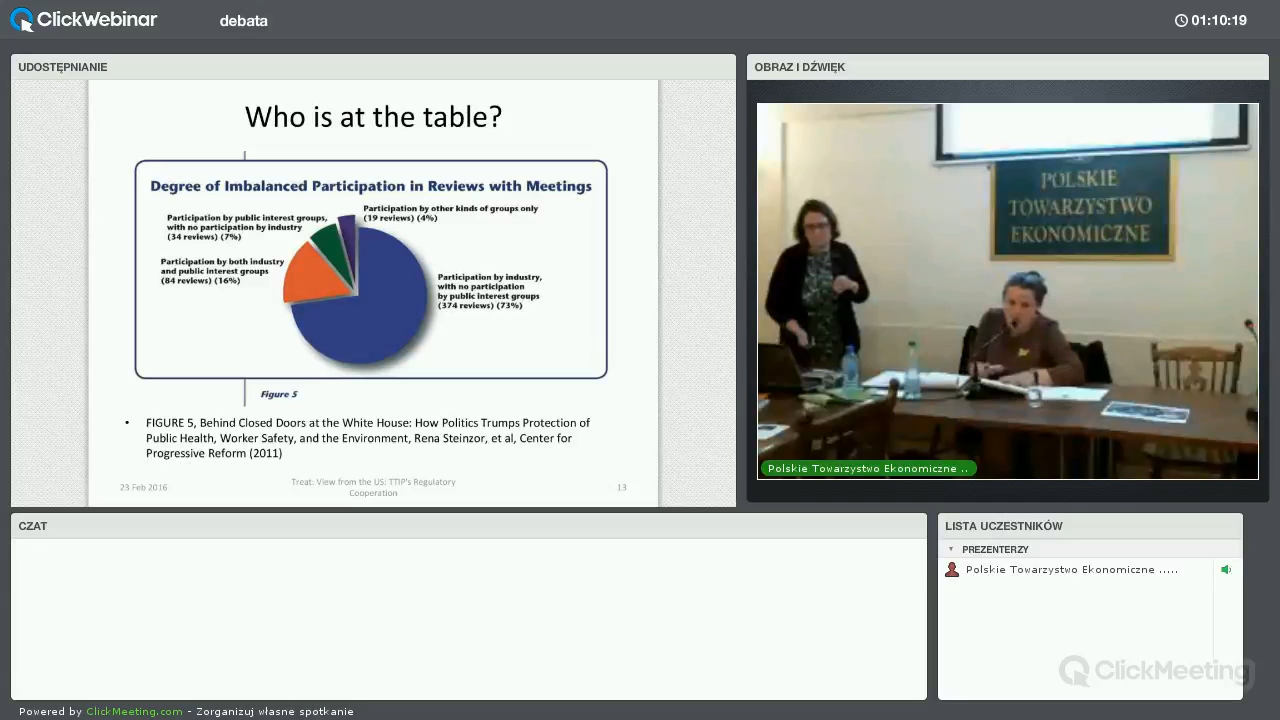 ClickWebinar
debata
01:10:19
UDOSTĘPNIANIE
Who is at the table?
Degree of Imbalanced Participation in Reviews with Meetings
Participation by other kinds of groups only
(19 reviews) (4%)
Participation by public interest groups,
with no participation by industry
(34 reviews) (7%)
Participation by both industry
and public interest groups
(84 reviews) (16%)
Participation by industry,
with no participation
by public interest groups
(374 reviews) (73%)
Figure 5
• FIGURE 5, Behind Closed Doors at the White House: How Politics Trumps Protection of
Public Health, Worker Safety, and the Environment, Rena Steinzor, et al, Center for
Progressive Reform (2011)
23 Feb 2016
Treat. View from the US: TTIP's Regulatory
Cooperation
13
OBRAZ I DŹWIĘK
POLSKIE
TOWARZYSTWO
EKONOMICZNE
Polskie Towarzystwo Ekonomiczne ..
CZAT
LISTA UCZESTNIKÓW
PREZENTERZY
Polskie Towarzystwo Ekonomiczne .....
ClickMeeting
Powered by ClickMeeting.com - Zorganizuj własne spotkanie